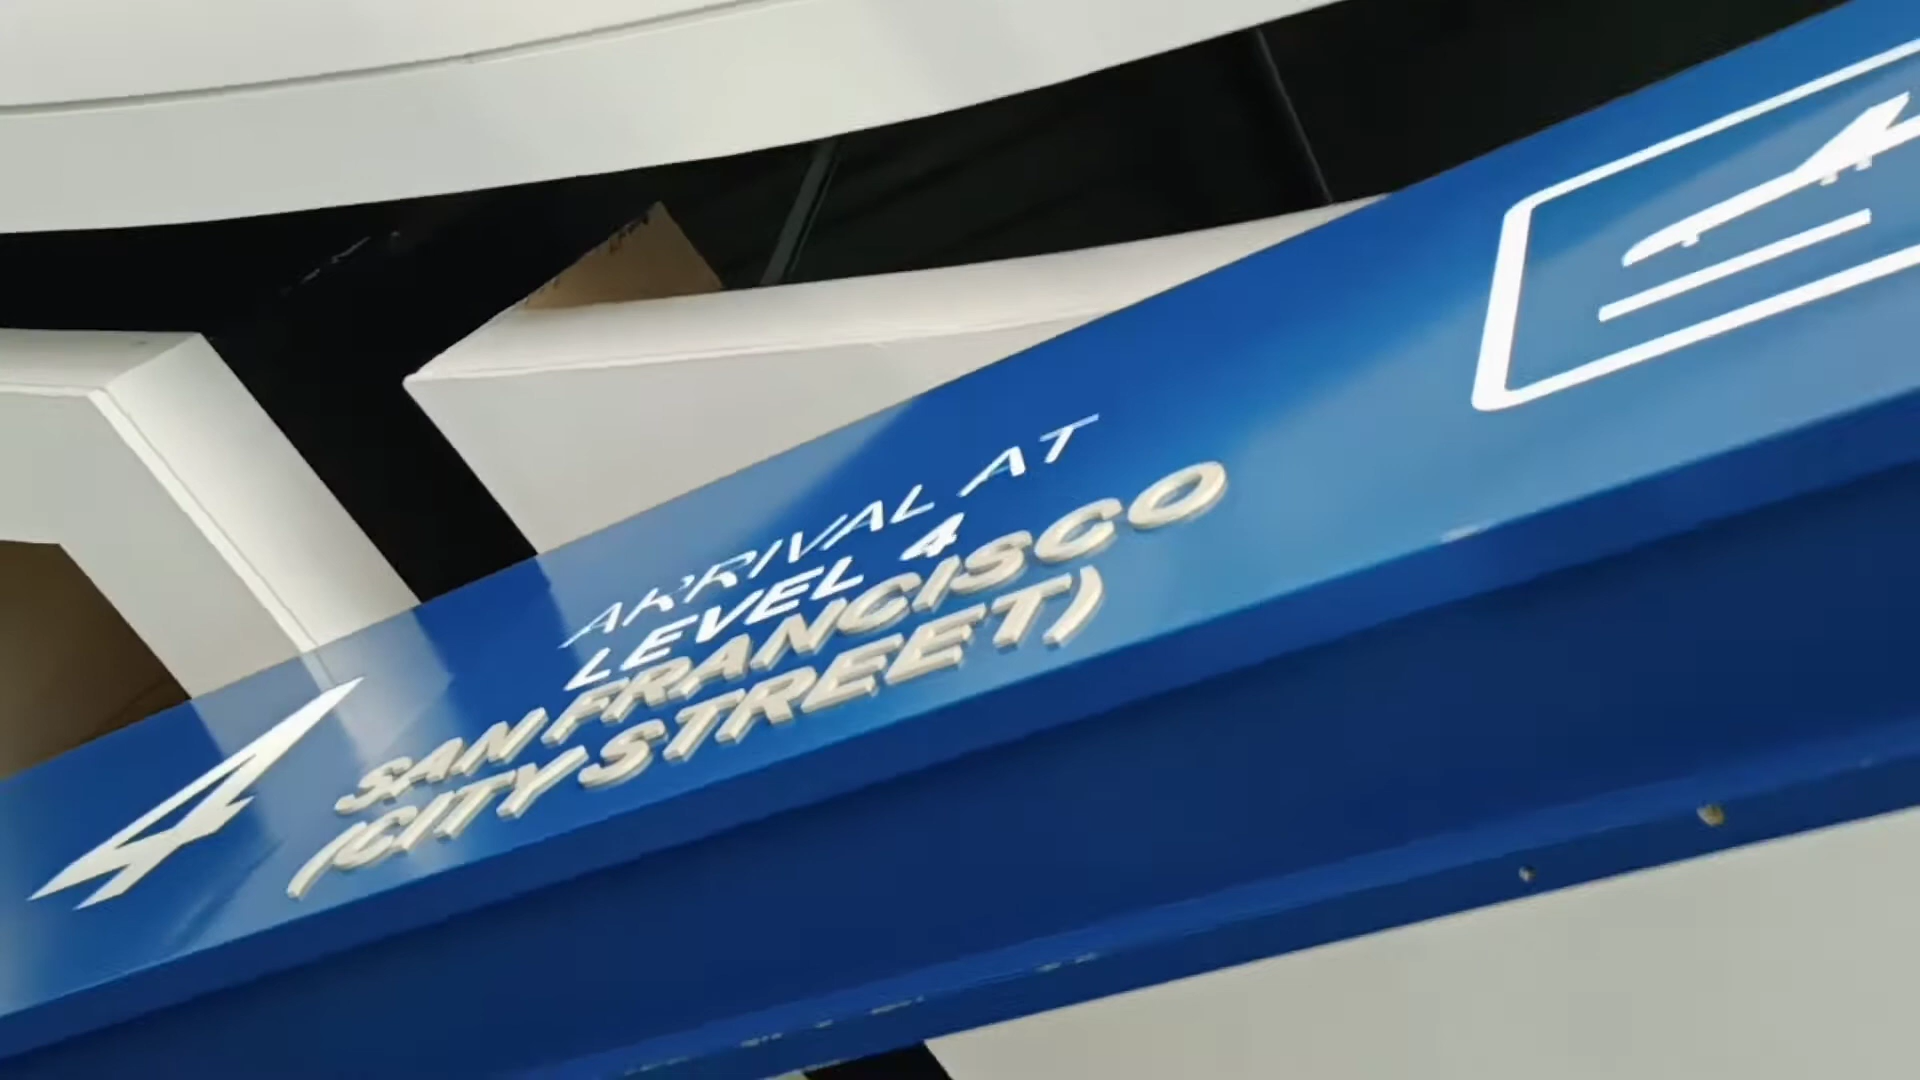 4
ARRIVAL AT
LEVEL 4
SAN FRANCISCO
(CITY STREET)